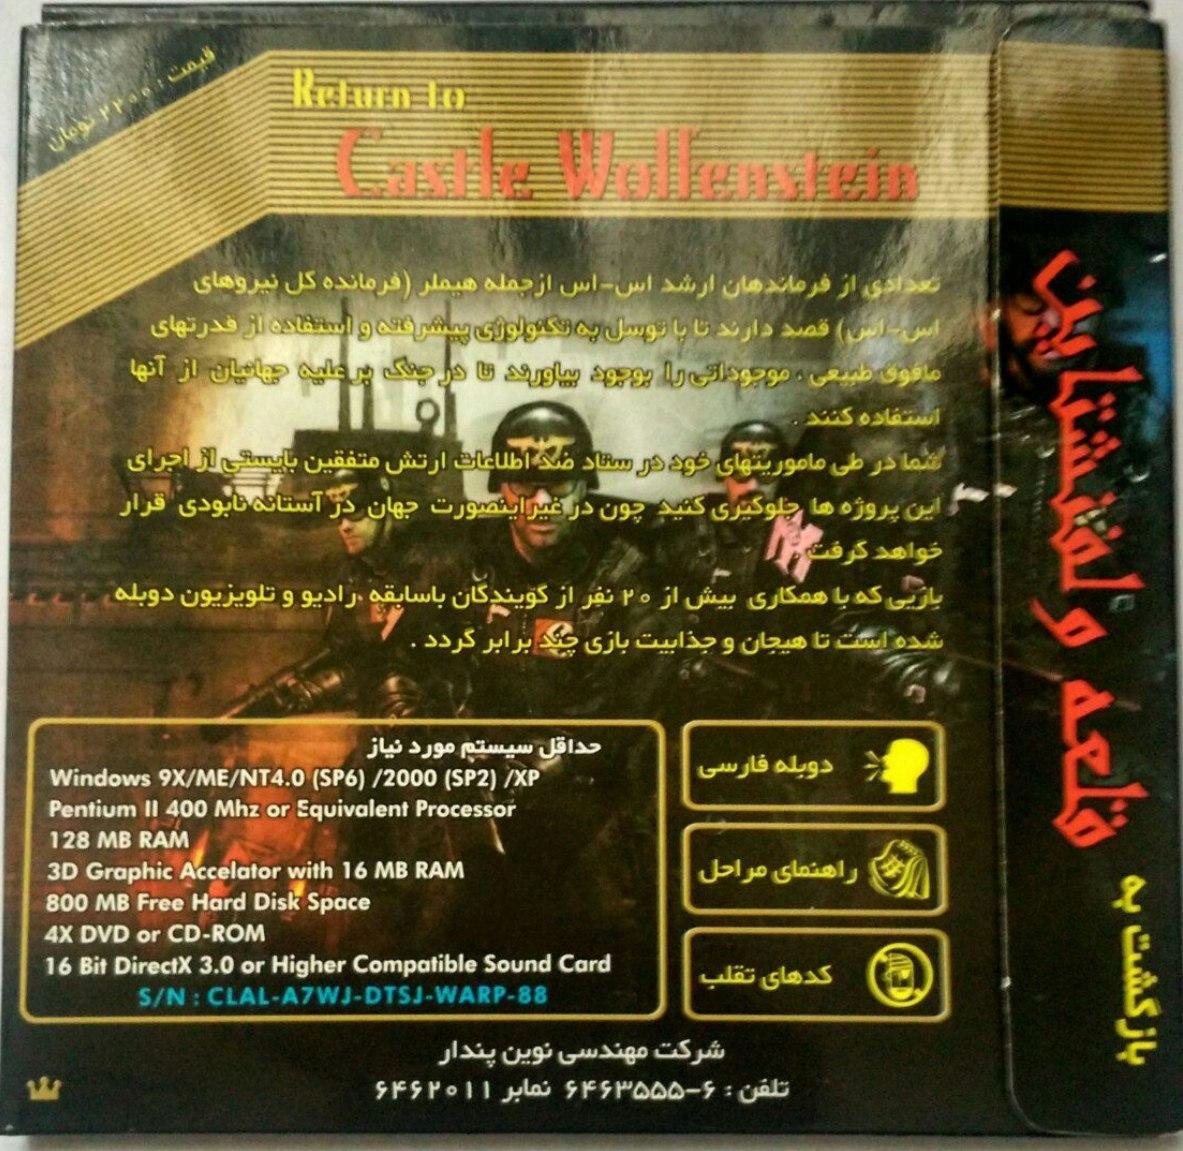 قیمت : ۲۲۰۰ تومان
Return to
Castle Wolfenstein
تعدادی از فرماندهان ارشد اس-اس ازجمله هیملر (فرمانده کل نیروهای
اس-اس) قصد دارند تا با توسل به تکنولوژی پیشرفته و استفاده از قدرتهای
مافوق طبیعی ، موجوداتی را بوجود بیاورند تا در جنگ بر علیه جهانیان از آنها
استفاده کنند .
شما در طی ماموریتهای خود در ستاد ضد اطلاعات ارتش متفقین بایستی از اجرای
این پروژه ها جلوگیری کنید چون در غیراینصورت جهان در آستانه نابودی قرار
خواهد گرفت .
بازیی که با همکاری بیش از ۲۰ نفر از گویندگان باسابقه رادیو و تلویزیون دوبله
شده است تا هیجان و جذابیت بازی چند برابر گردد .
حداقل سیستم مورد نیاز
Windows 9X/ME/NT4.0 (SP6) /2000 (SP2) /XP
Pentium II 400 Mhz or Equivalent Processor
128 MB RAM
3D Graphic Accelator with 16 MB RAM
800 MB Free Hard Disk Space
4X DVD or CD-ROM
16 Bit DirectX 3.0 or Higher Compatible Sound Card
S/N : CLAL-A7WJ-DTSJ-WARP-88
دوبله فارسی
راهنمای مراحل
کدهای تقلب
شرکت مهندسی نوین پندار
تلفن : ۶-۶۴۶۳۵۵۵ نمابر ۶۴۶۲۰۱۱
بازگشت به
قلعه ولفنشتاین